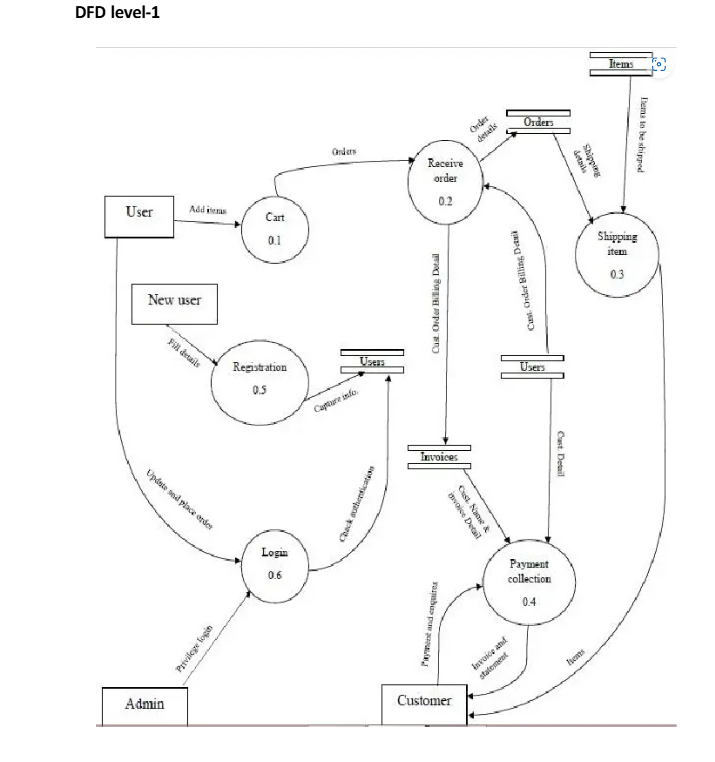 DFD level-1
Items
Items to be shipped
Order
details
Orders
Shipping
details
Orders
Receive
order
0.2
User
Add items
Cart
0.1
Shipping
item
0.3
Cust. Order Billing Detail
Cust. Order Billing Detail
New user
Fill details
Registration
0.5
Users
Capture info.
Users
Invoices
Cust. Detail
Update and place order
Check authentication
Cust. Name &
invoice Detail
Login
0.6
Payment
collection
0.4
Privilege login
Payment and enquires
Invoice and
statement
Items
Admin
Customer